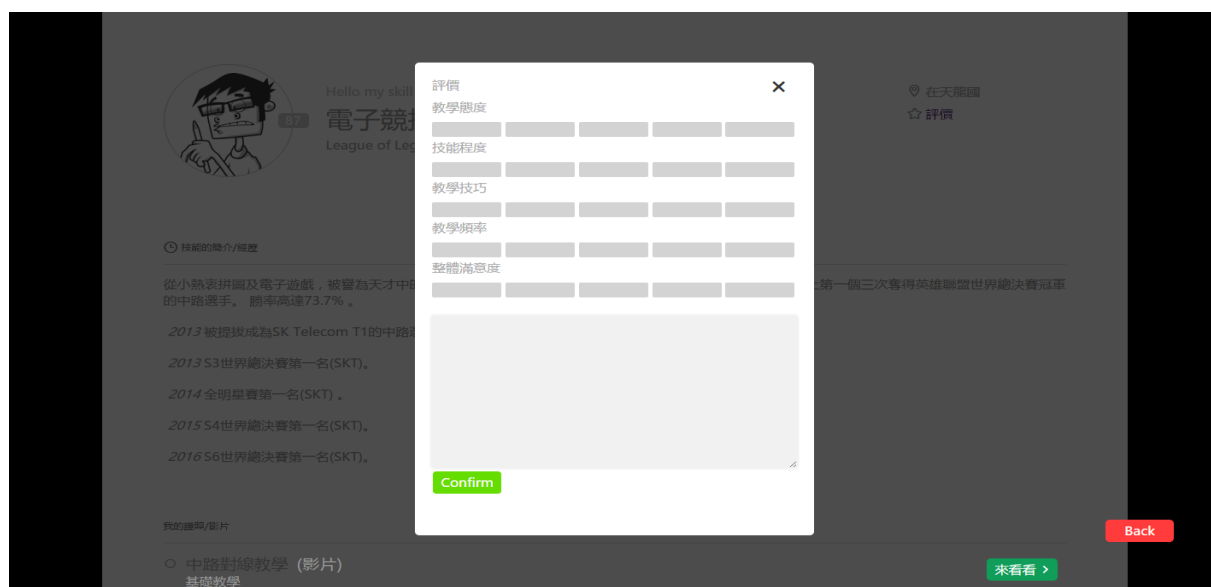 Hello my skill
87
電子競技
League of Leg
在天龍國
評價
評價
教學態度
技能程度
教學技巧
教學頻率
整體滿意度
Confirm
技能的簡介/經歷
從小熱衷拼圖及電子遊戲，被譽為天才中 第一個三次奪得英雄聯盟世界總決賽冠軍
的中路選手。 勝率高達73.7% 。
2013 被提拔成為SK Telecom T1的中路
2013 S3世界總決賽第一名(SKT)。
2014 全明星賽第一名(SKT) 。
2015 S4世界總決賽第一名(SKT)。
2016 S6世界總決賽第一名(SKT)。
我的證照/影片
Back
中路對線教學 (影片)
基礎教學
來看看 >